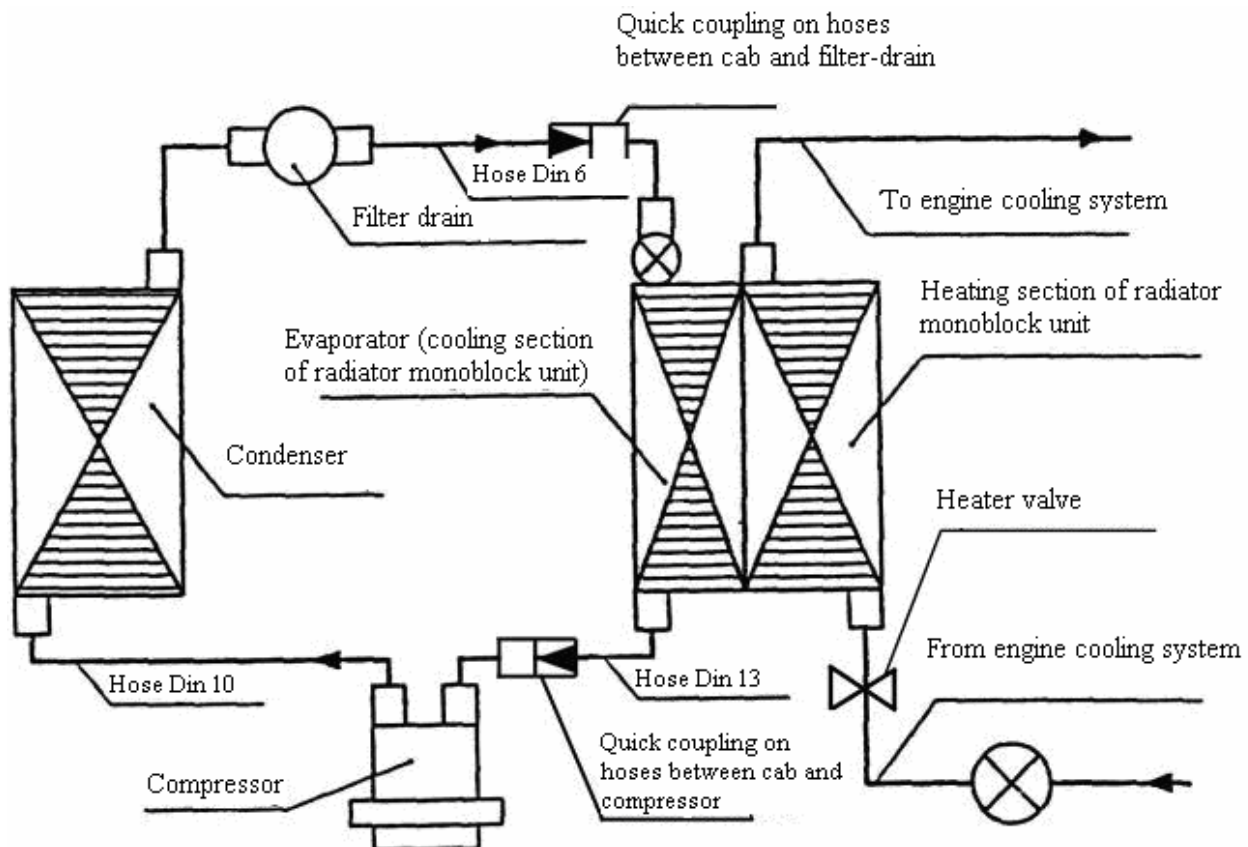 Quick coupling on hoses
between cab and filter-drain
Hose Din 6
Filter drain
To engine cooling system
Heating section of radiator
monoblock unit
Evaporator (cooling section
of radiator monoblock unit)
Condenser
Heater valve
From engine cooling system
Hose Din 10
Hose Din 13
Quick coupling on
hoses between cab and
compressor
Compressor